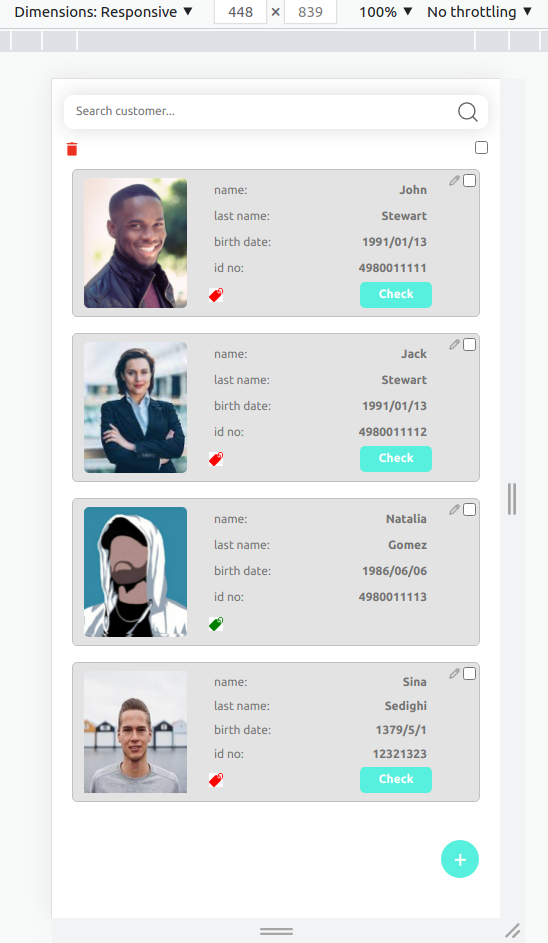 Dimensions: Responsive ▼ 448 × 839 100% ▼ No throttling ▼
Search customer...
name: John
last name: Stewart
birth date: 1991/01/13
id no: 4980011111
Check
name: Jack
last name: Stewart
birth date: 1991/01/13
id no: 4980011112
Check
name: Natalia
last name: Gomez
birth date: 1986/06/06
id no: 4980011113
name: Sina
last name: Sedighi
birth date: 1379/5/1
id no: 12321323
Check
+